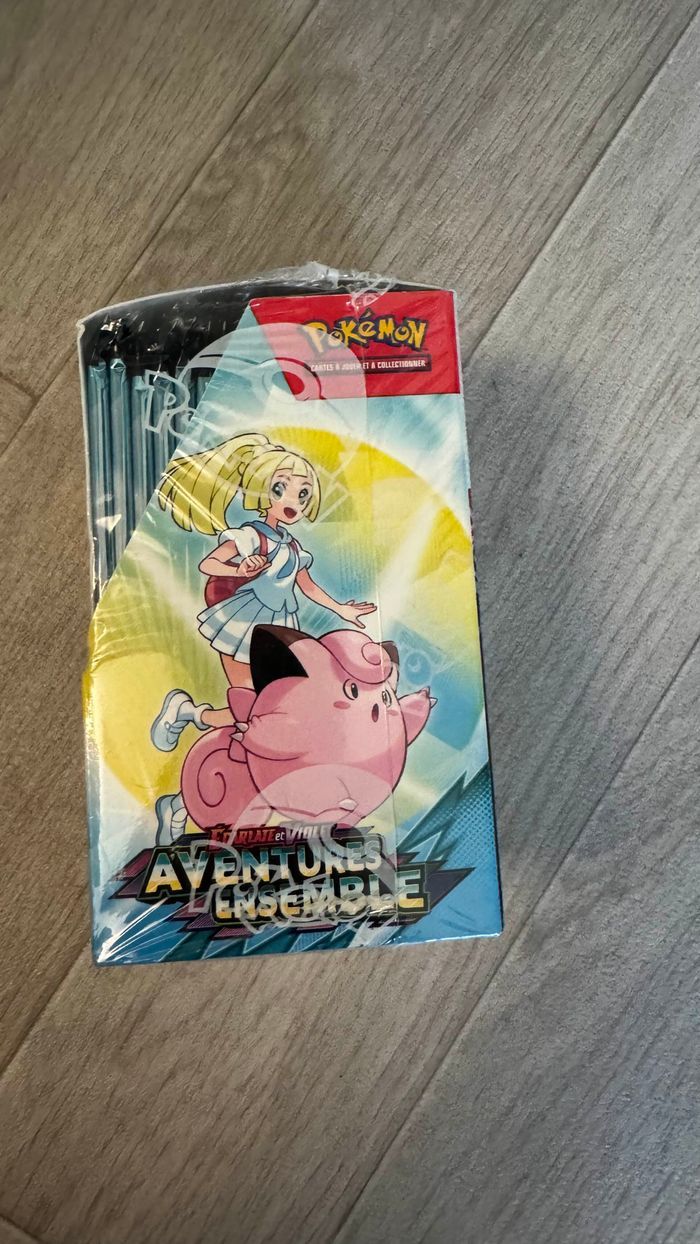 POKÉMON
CARTES À JOUER ET À COLLECTIONNER
ÉCARLATE et VIOLET
AVENTURES
ENSEMBLE